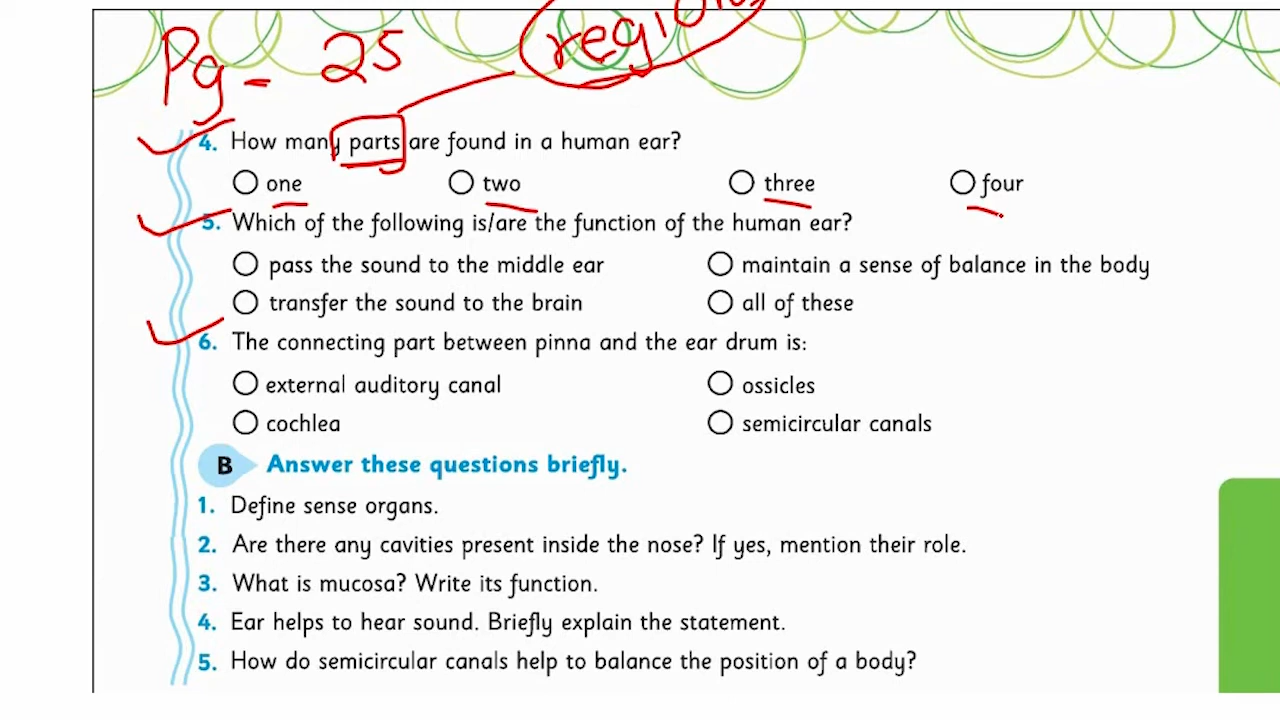 regions
Pg = 25
4. How many parts are found in a human ear?
one two three four
5. Which of the following is/are the function of the human ear?
pass the sound to the middle ear maintain a sense of balance in the body
transfer the sound to the brain all of these
6. The connecting part between pinna and the ear drum is:
external auditory canal ossicles
cochlea semicircular canals
B Answer these questions briefly.
1. Define sense organs.
2. Are there any cavities present inside the nose? If yes, mention their role.
3. What is mucosa? Write its function.
4. Ear helps to hear sound. Briefly explain the statement.
5. How do semicircular canals help to balance the position of a body?